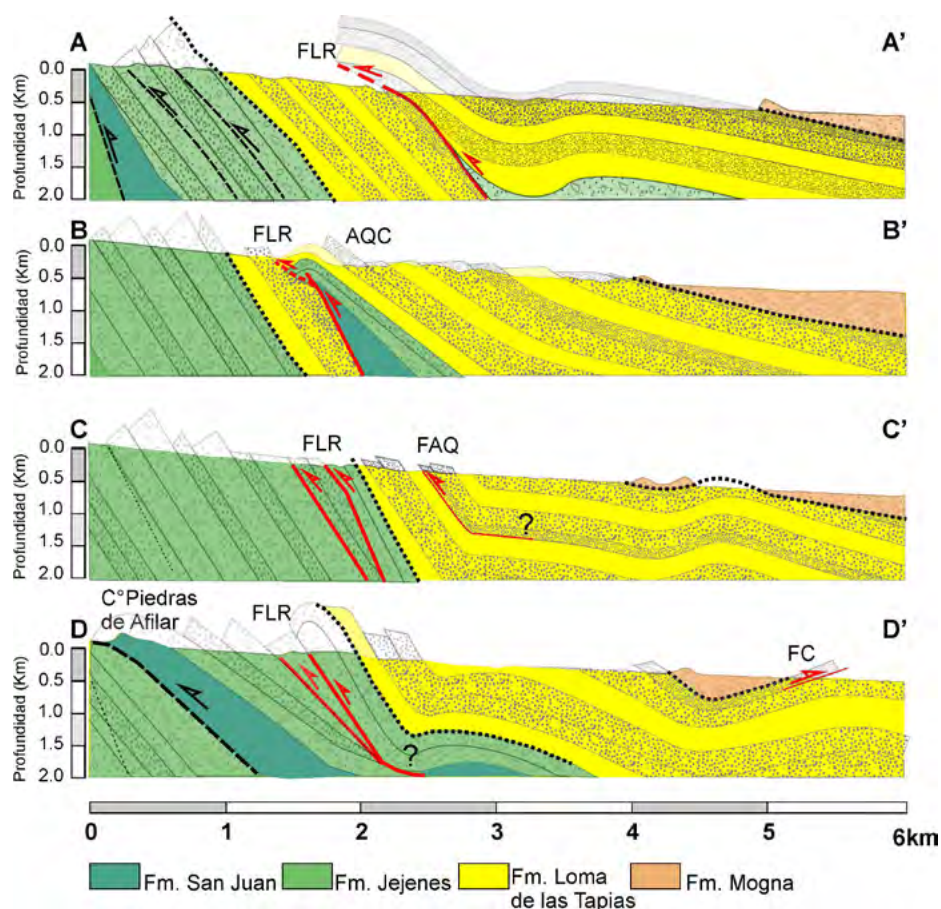 A FLR A’
Profundidad (Km)
0.0
0.5
1.0
1.5
2.0
B FLR AQC B’
Profundidad (Km)
0.0
0.5
1.0
1.5
2.0
C FLR FAQ C’
Profundidad (Km)
0.0
0.5
1.0
1.5
2.0
?
C°Piedras
de Afilar
D FLR D’
FC
Profundidad (Km)
0.0
0.5
1.0
1.5
2.0
?
0 1 2 3 4 5 6km
Fm. San Juan Fm. Jejenes Fm. Loma
de las Tapias Fm. Mogna